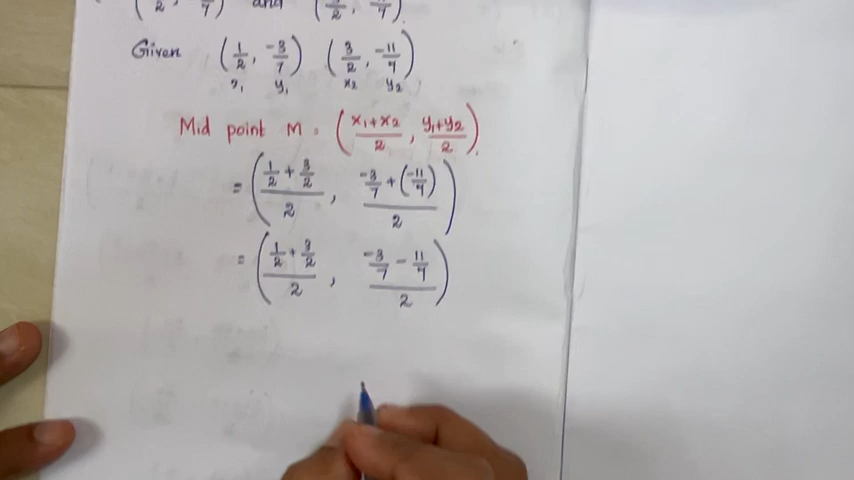 and
Given (1/2, -3/7) (3/2, -11/7)
x₁ y₁ x₂ y₂
Mid point M = ((x₁+x₂)/2, (y₁+y₂)/2).
= ((1/2 + 3/2)/2, (-3/7 + (-11/7))/2)
= ((1/2 + 3/2)/2, (-3/7 - 11/7)/2)